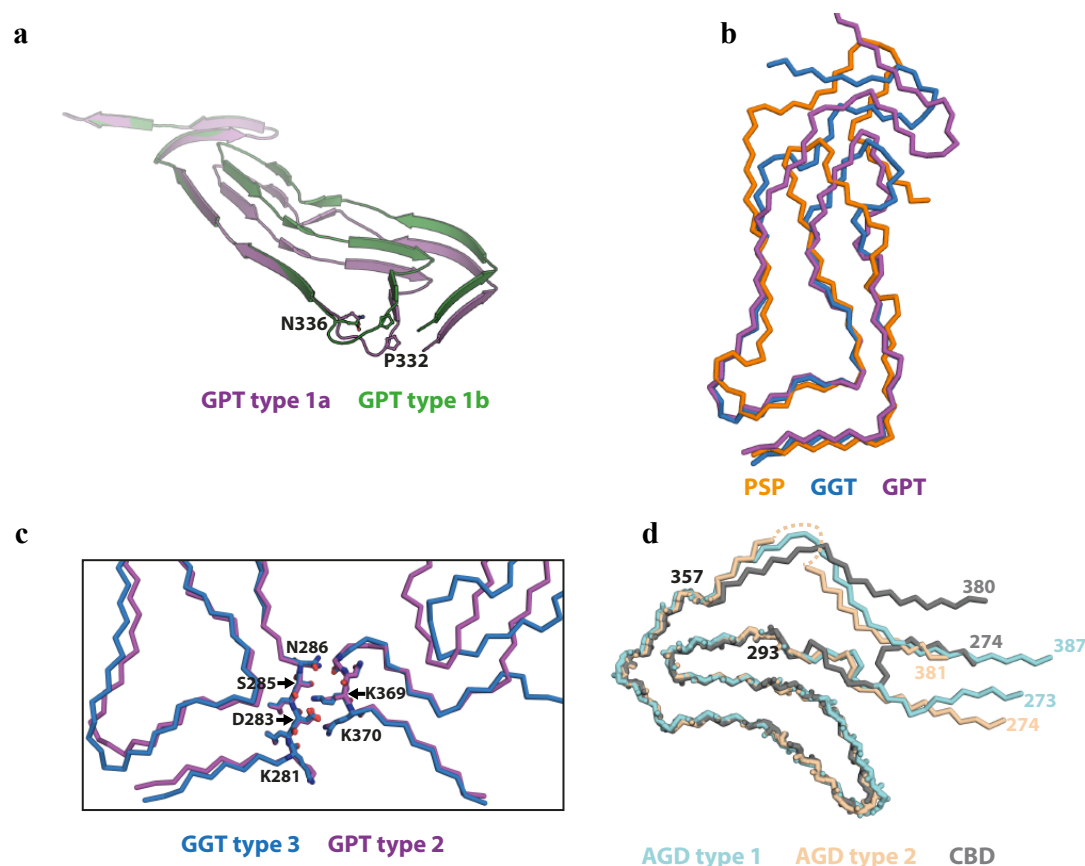 a
N336
P332
GPT type 1a GPT type 1b
b
PSP GGT GPT
c
N286
S285
K369
D283
K370
K281
GGT type 3 GPT type 2
d
357
380
293
274
387
381
273
274
AGD type 1 AGD type 2 CBD